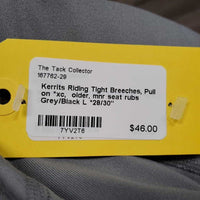 The Tack Collector
167762-29
Kerrits Riding Tight Breeches, Pull
on *xc, older, mnr seat rubs
Grey/Black L *28/30"
$46.00
7YV2T6